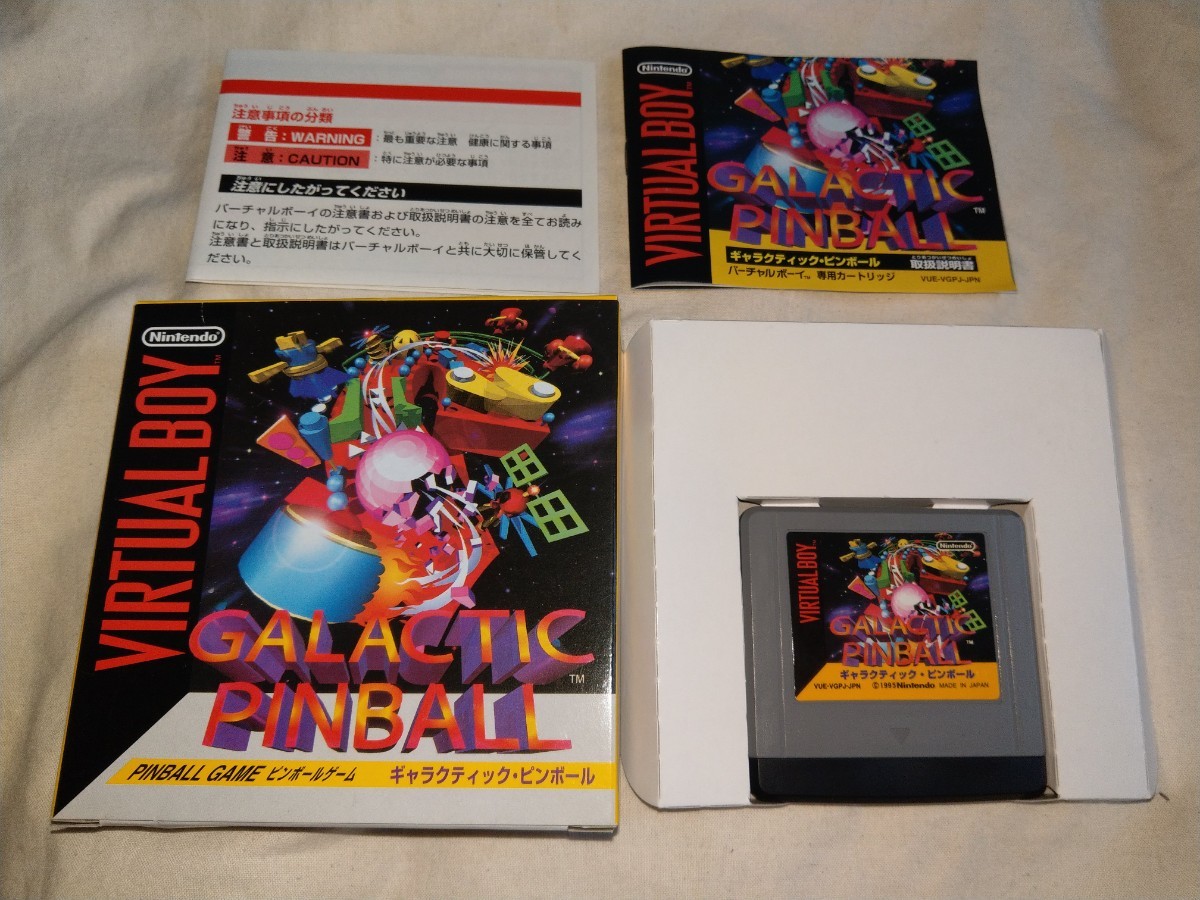 注意事項の分類
警 告:WARNING :最も重要な注意 健康に関する事項
注 意:CAUTION :特に注意が必要な事項
注意にしたがってください
バーチャルボーイの注意書および取扱説明書の注意を全てお読み
になり、指示にしたがってください。
注意書と取扱説明書はバーチャルボーイと共に大切に保管してく
ださい。
Nintendo
VIRTUAL BOY™
GALACTIC
PINBALL™
ギャラクティック・ピンボール
バーチャルボーイ™ 専用カートリッジ
取扱説明書
VUE-VGPJ-JPN
Nintendo
VIRTUAL BOY™
GALACTIC
PINBALL™
PINBALL GAME ピンボールゲーム ギャラクティック・ピンボール
Nintendo
VIRTUAL BOY™
GALACTIC
PINBALL™
ギャラクティック・ピンボール
VUE-VGPJ-JPN ©1995 Nintendo MADE IN JAPAN